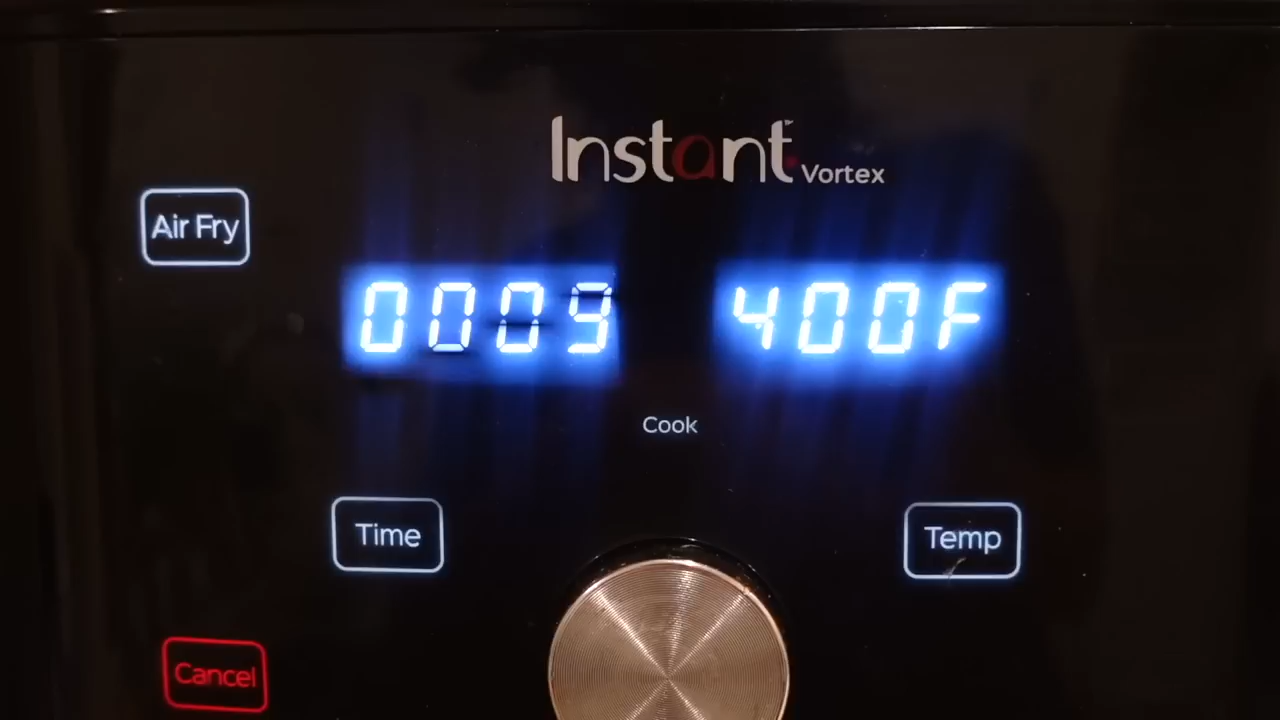 Instant
Vortex
Air Fry
0009 400F
Cook
Time Temp
Cancel